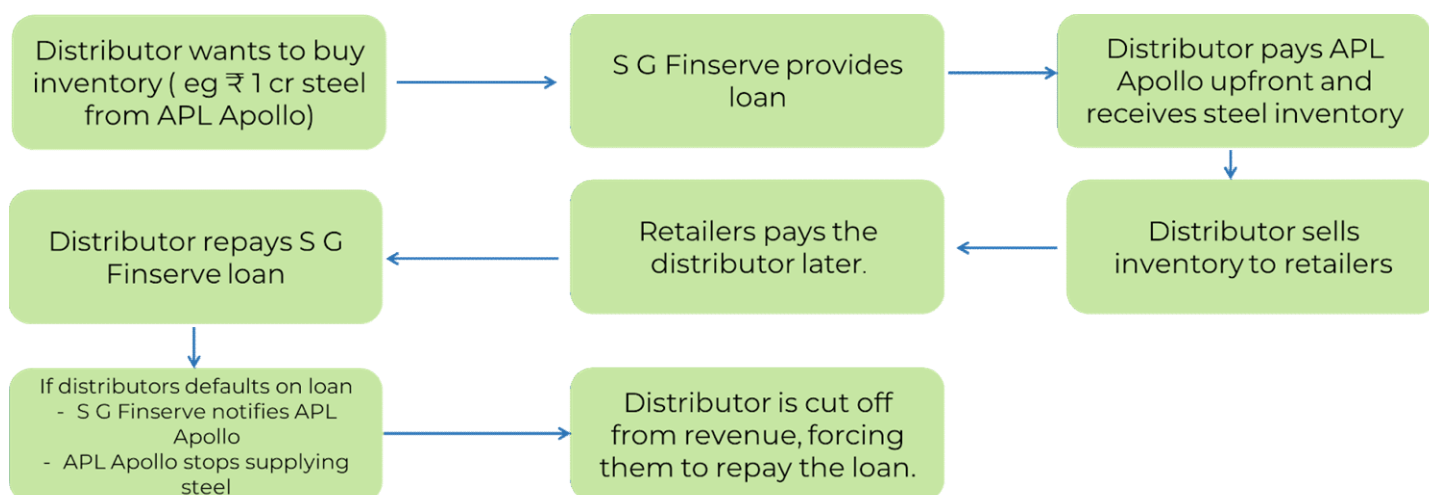 Distributor wants to buy
inventory ( eg ₹ 1 cr steel
from APL Apollo)
S G Finserve provides
loan
Distributor pays APL
Apollo upfront and
receives steel inventory
Distributor sells
inventory to retailers
Retailers pays the
distributor later.
Distributor repays S G
Finserve loan
If distributors defaults on loan
- S G Finserve notifies APL
Apollo
- APL Apollo stops supplying
steel
Distributor is cut off
from revenue, forcing
them to repay the loan.